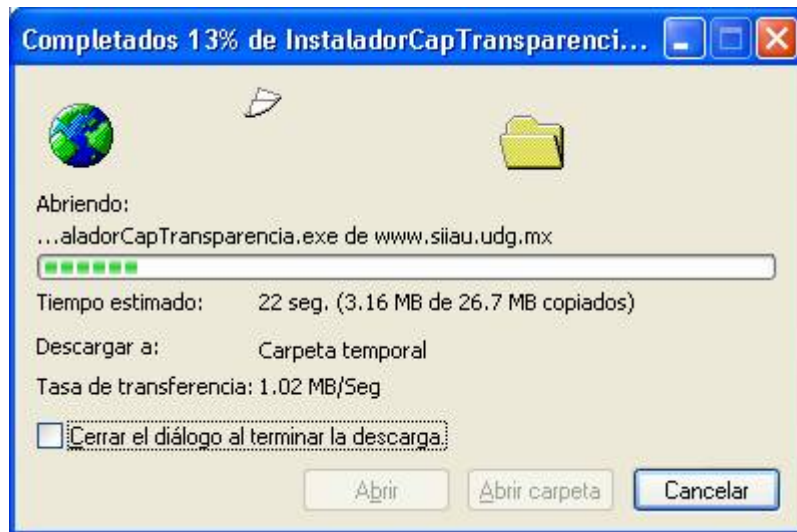 Completados 13% de InstaladorCapTransparenci...
Abriendo:
...aladorCapTransparencia.exe de www.siiau.udg.mx
Tiempo estimado: 22 seg. (3.16 MB de 26.7 MB copiados)
Descargar a: Carpeta temporal
Tasa de transferencia: 1.02 MB/Seg
Cerrar el diálogo al terminar la descarga.
Abrir Abrir carpeta Cancelar